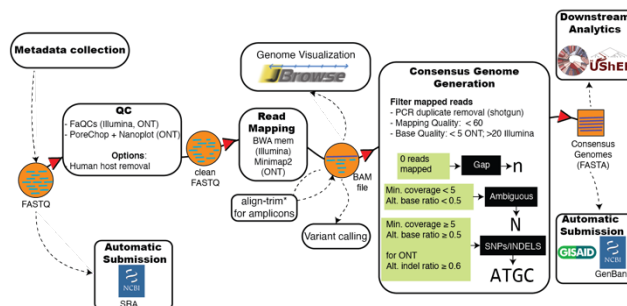 Metadata collection
QC
- FaQCs (Illumina, ONT)
- PoreChop + Nanoplot (ONT)
Options:
Human host removal
FASTQ
Automatic
Submission
NCBI
SRA
clean
FASTQ
Genome Visualization
JBrowse
Read
Mapping
BWA mem
(Illumina)
Minimap2
(ONT)
BAM
file
align-trim*
for amplicons
Variant calling
Consensus Genome
Generation
Filter mapped reads
- PCR duplicate removal (shotgun)
- Mapping Quality: < 60
- Base Quality: < 5 ONT; >20 Illumina
0 reads
mapped
Gap
n
Min. coverage < 5
Alt. base ratio < 0.5
Ambiguous
N
Min. coverage ≥ 5
Alt. base ratio ≥ 0.5
for ONT
Alt. indel ratio ≥ 0.6
SNPs/INDELS
ATGC
Downstream
Analytics
UShER
Consensus
Genomes
(FASTA)
Automatic
Submission
GISAID
NCBI
GenBank